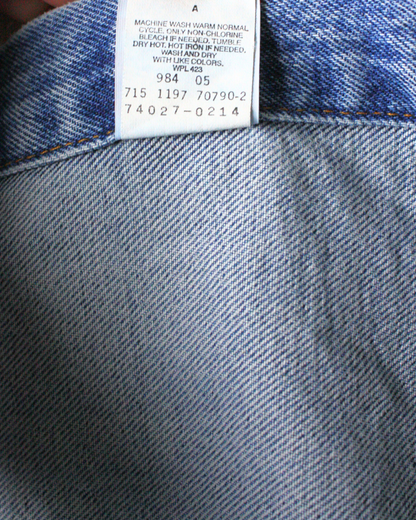 A
MACHINE WASH WARM NORMAL
CYCLE. ONLY NON-CHLORINE
BLEACH IF NEEDED. TUMBLE
DRY HOT. HOT IRON IF NEEDED.
WASH AND DRY
WITH LIKE COLORS.
WPL 423
984 05
715 1197 70790-2
74027-0214